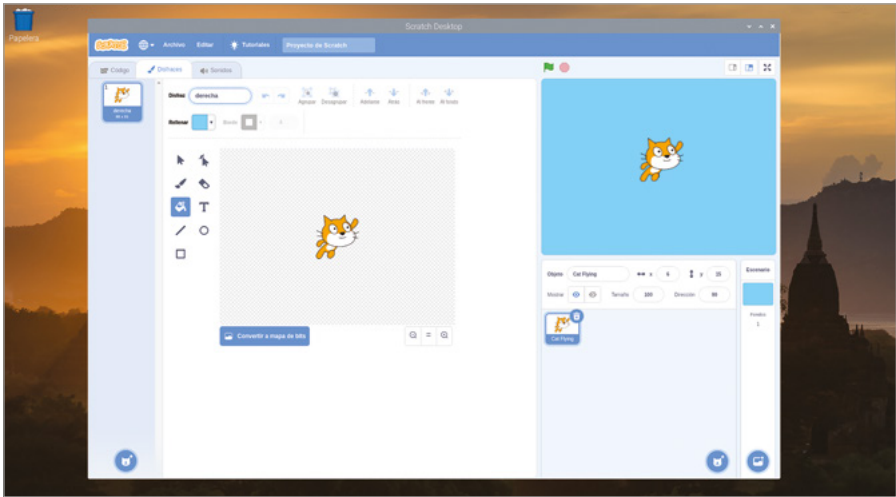 Papelera
Scratch Desktop
SCRATCH
Archivo Editar Tutoriales Proyecto de Scratch
Código Disfraces Sonidos
1
derecha
Disfraz derecha
Agrupar Desagrupar Adelante Atrás Al frente Al fondo
Rellenar Borde
T
Convertir a mapa de bits
Objeto Cat Flying x y
Mostrar Tamaño 100 Dirección
Cat Flying
Escenario
Fondos
1